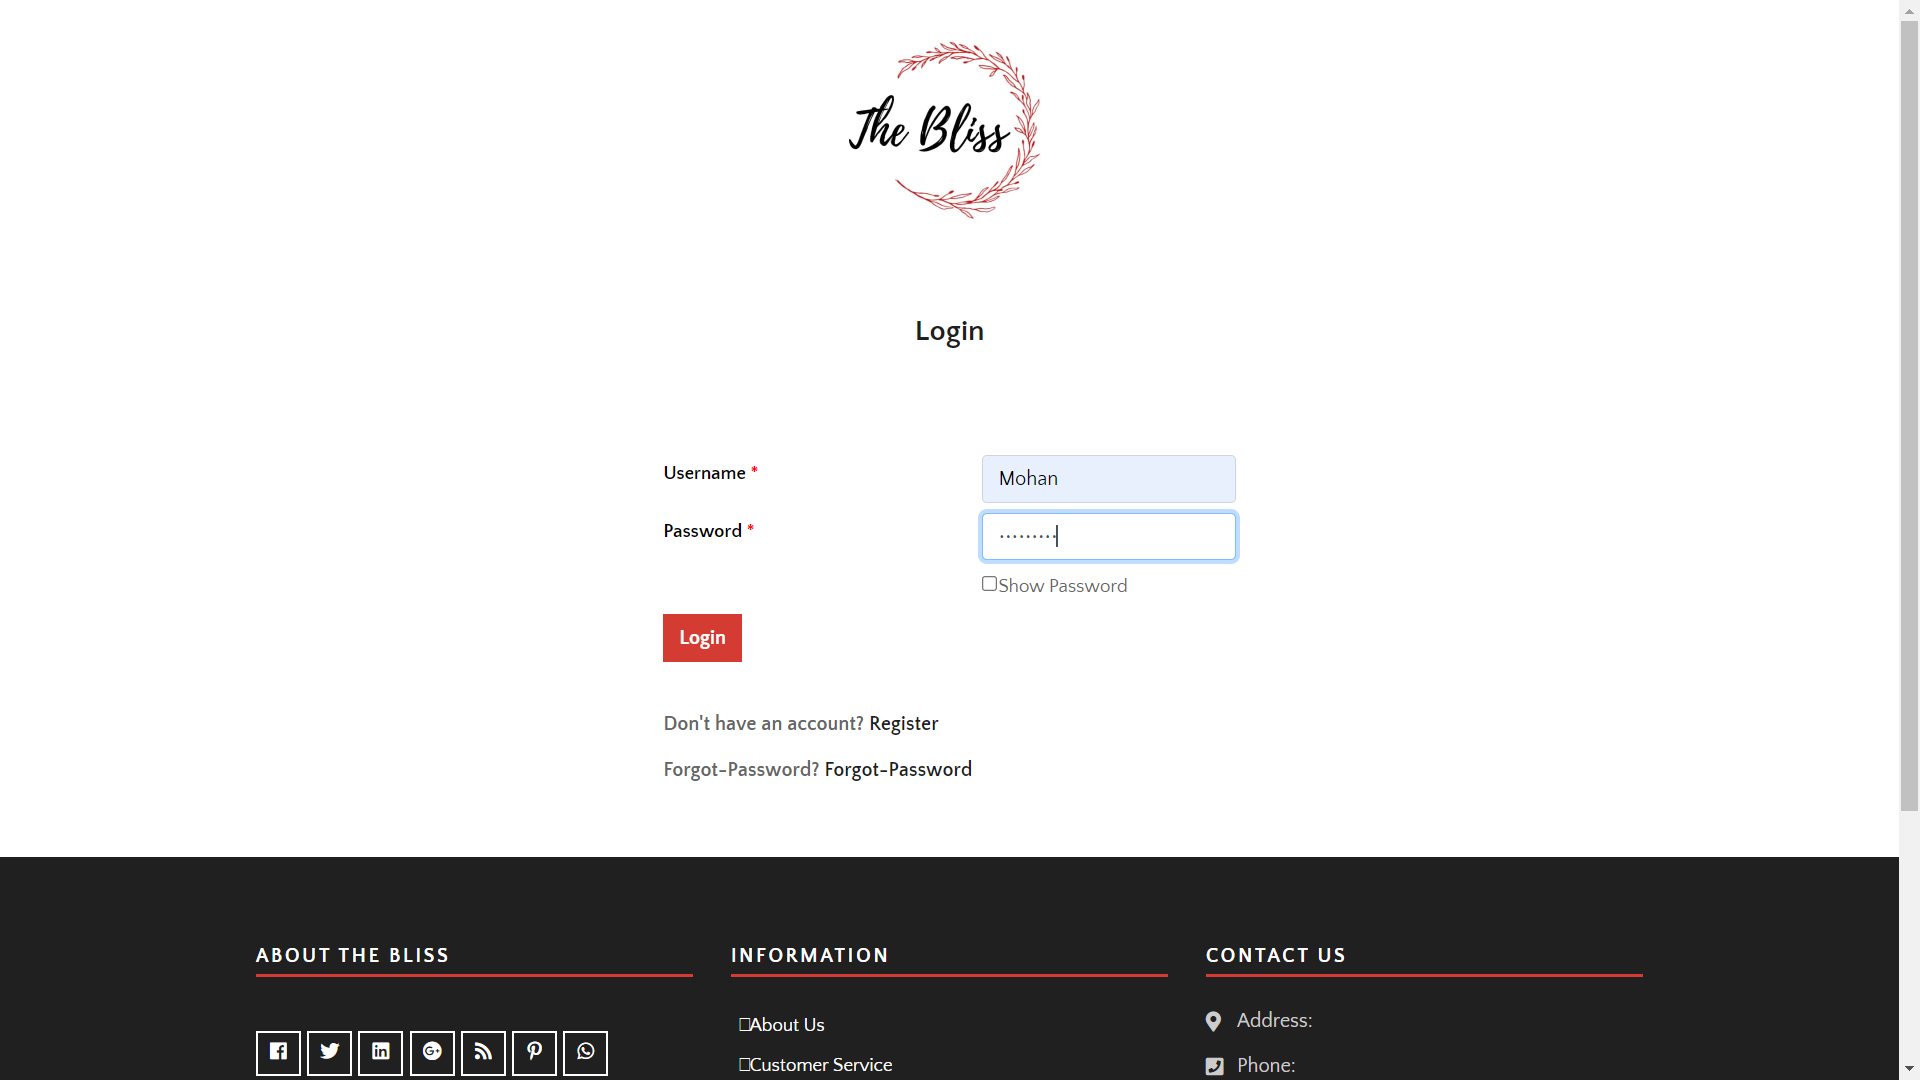 The Bliss
Login
Username *
Mohan
Password *
·········
Show Password
Login
Don't have an account? Register
Forgot-Password? Forgot-Password
ABOUT THE BLISS
INFORMATION
About Us
Customer Service
CONTACT US
Address:
Phone: